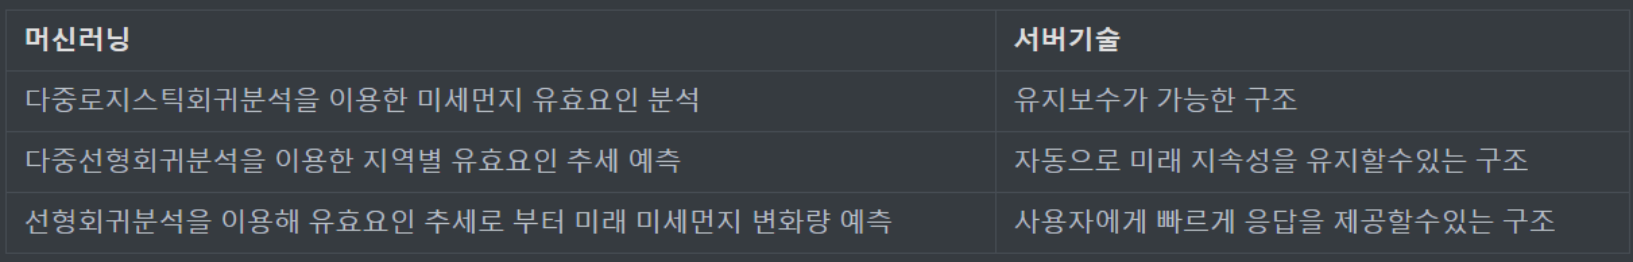 머신러닝 서버기술
다중로지스틱회귀분석을 이용한 미세먼지 유효요인 분석 유지보수가 가능한 구조
다중선형회귀분석을 이용한 지역별 유효요인 추세 예측 자동으로 미래 지속성을 유지할수있는 구조
선형회귀분석을 이용해 유효요인 추세로 부터 미래 미세먼지 변화량 예측 사용자에게 빠르게 응답을 제공할수있는 구조